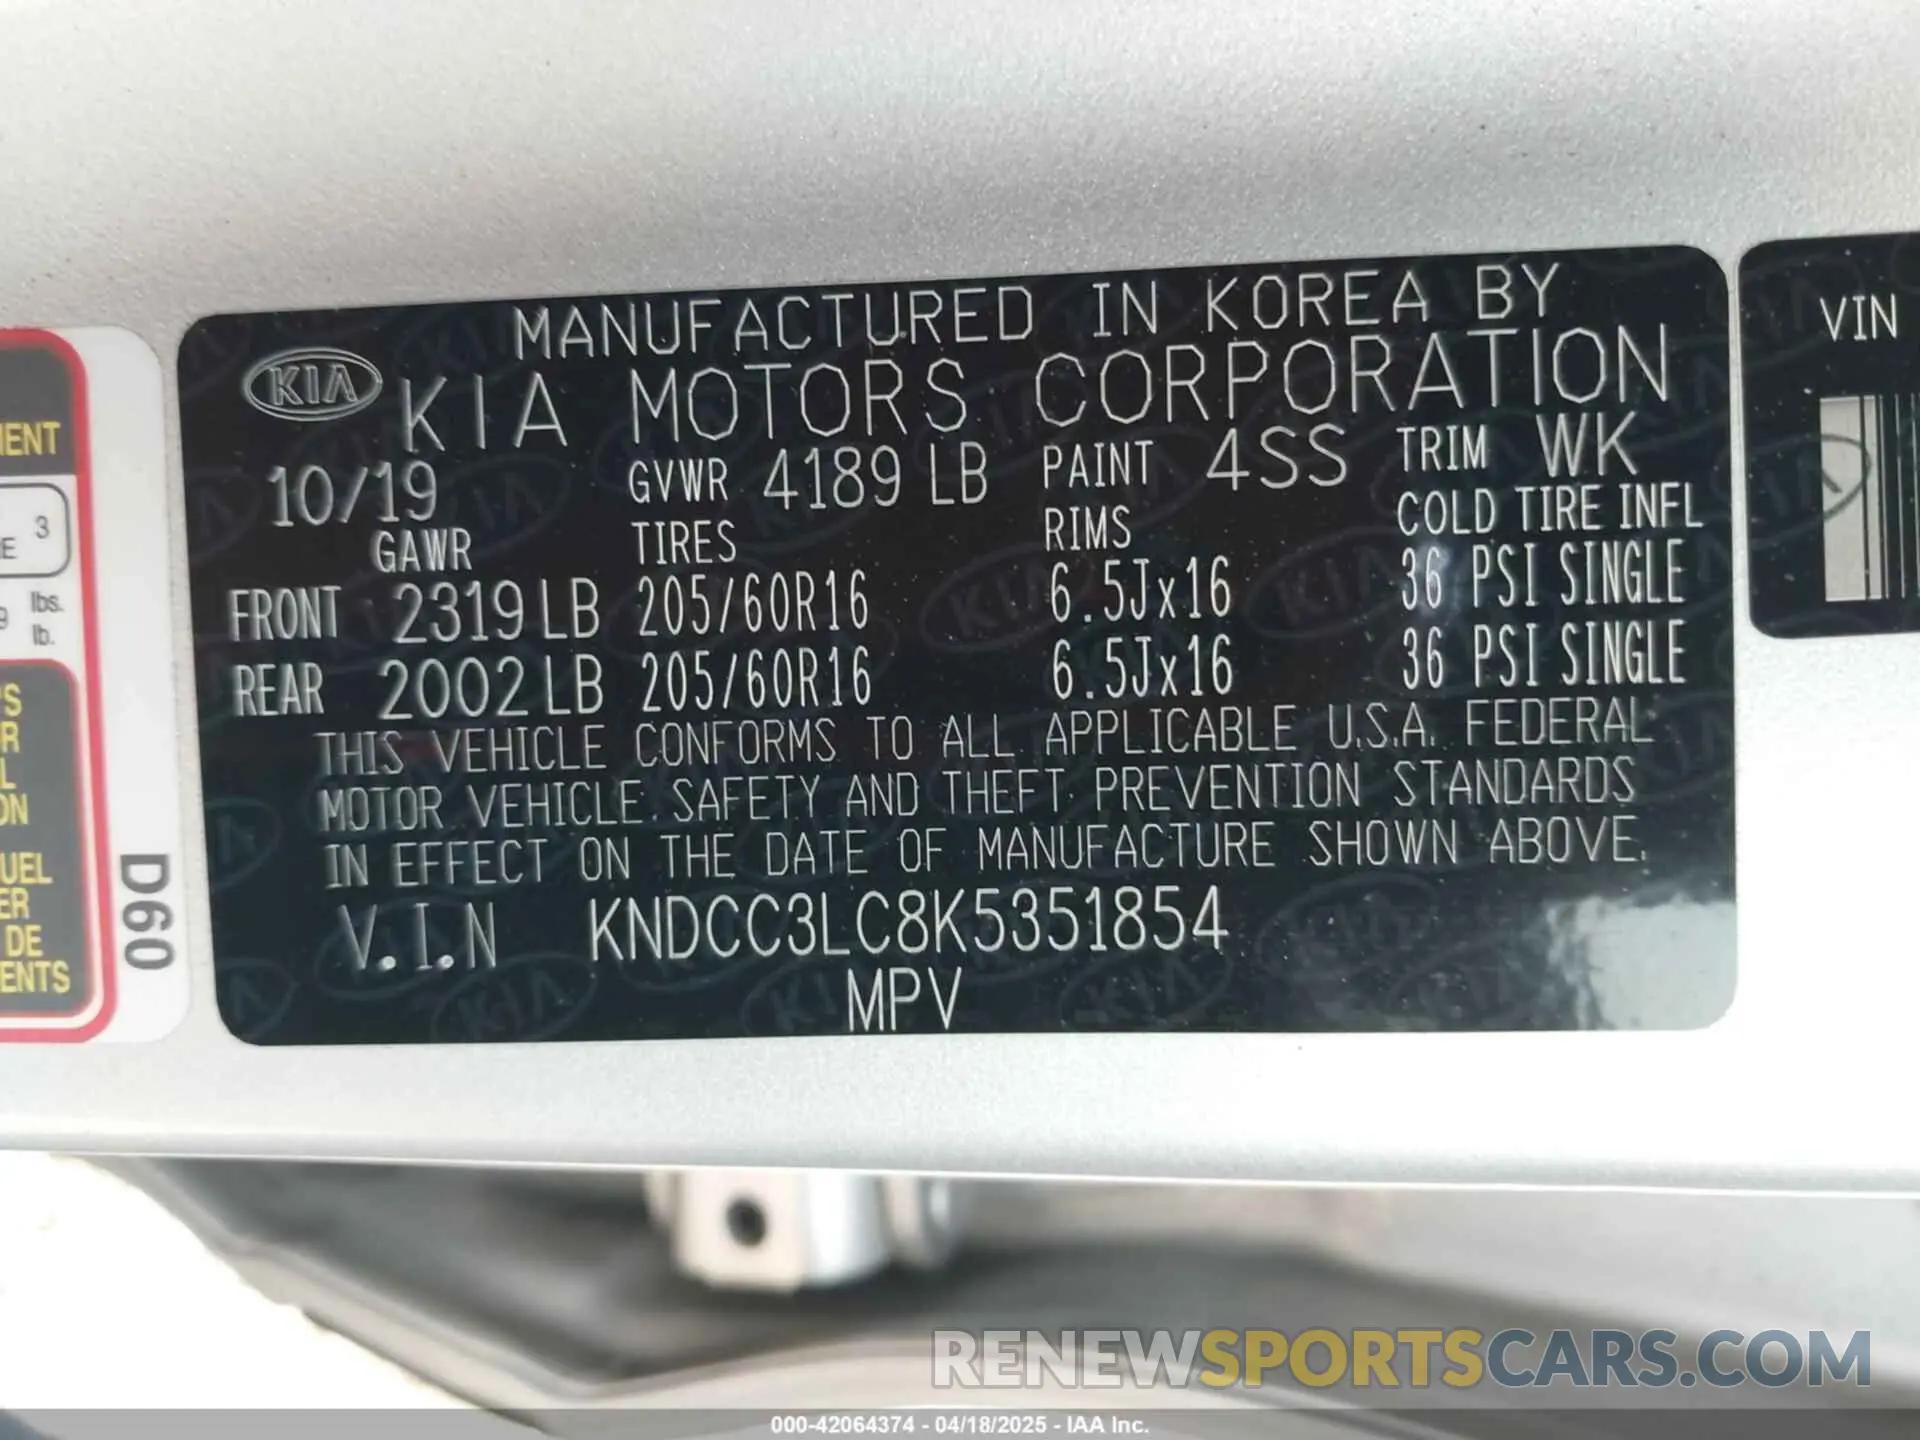 MANUFACTURED IN KOREA BY
KIA KIA MOTORS CORPORATION
10/19 GVWR 4189 LB PAINT 4SS TRIM WK
GAWR TIRES RIMS COLD TIRE INFL
FRONT 2319 LB 205/60R16 6.5Jx16 36 PSI SINGLE
REAR 2002 LB 205/60R16 6.5Jx16 36 PSI SINGLE
THIS VEHICLE CONFORMS TO ALL APPLICABLE U.S.A. FEDERAL
MOTOR VEHICLE SAFETY AND THEFT PREVENTION STANDARDS
IN EFFECT ON THE DATE OF MANUFACTURE SHOWN ABOVE.
V.I.N KNDCC3LC8K5351854
MPV
VIN
3
lbs.
lb.
DE
D60
RENEWSPORTSCARS.COM
000-42064374 - 04/18/2025 - IAA Inc.